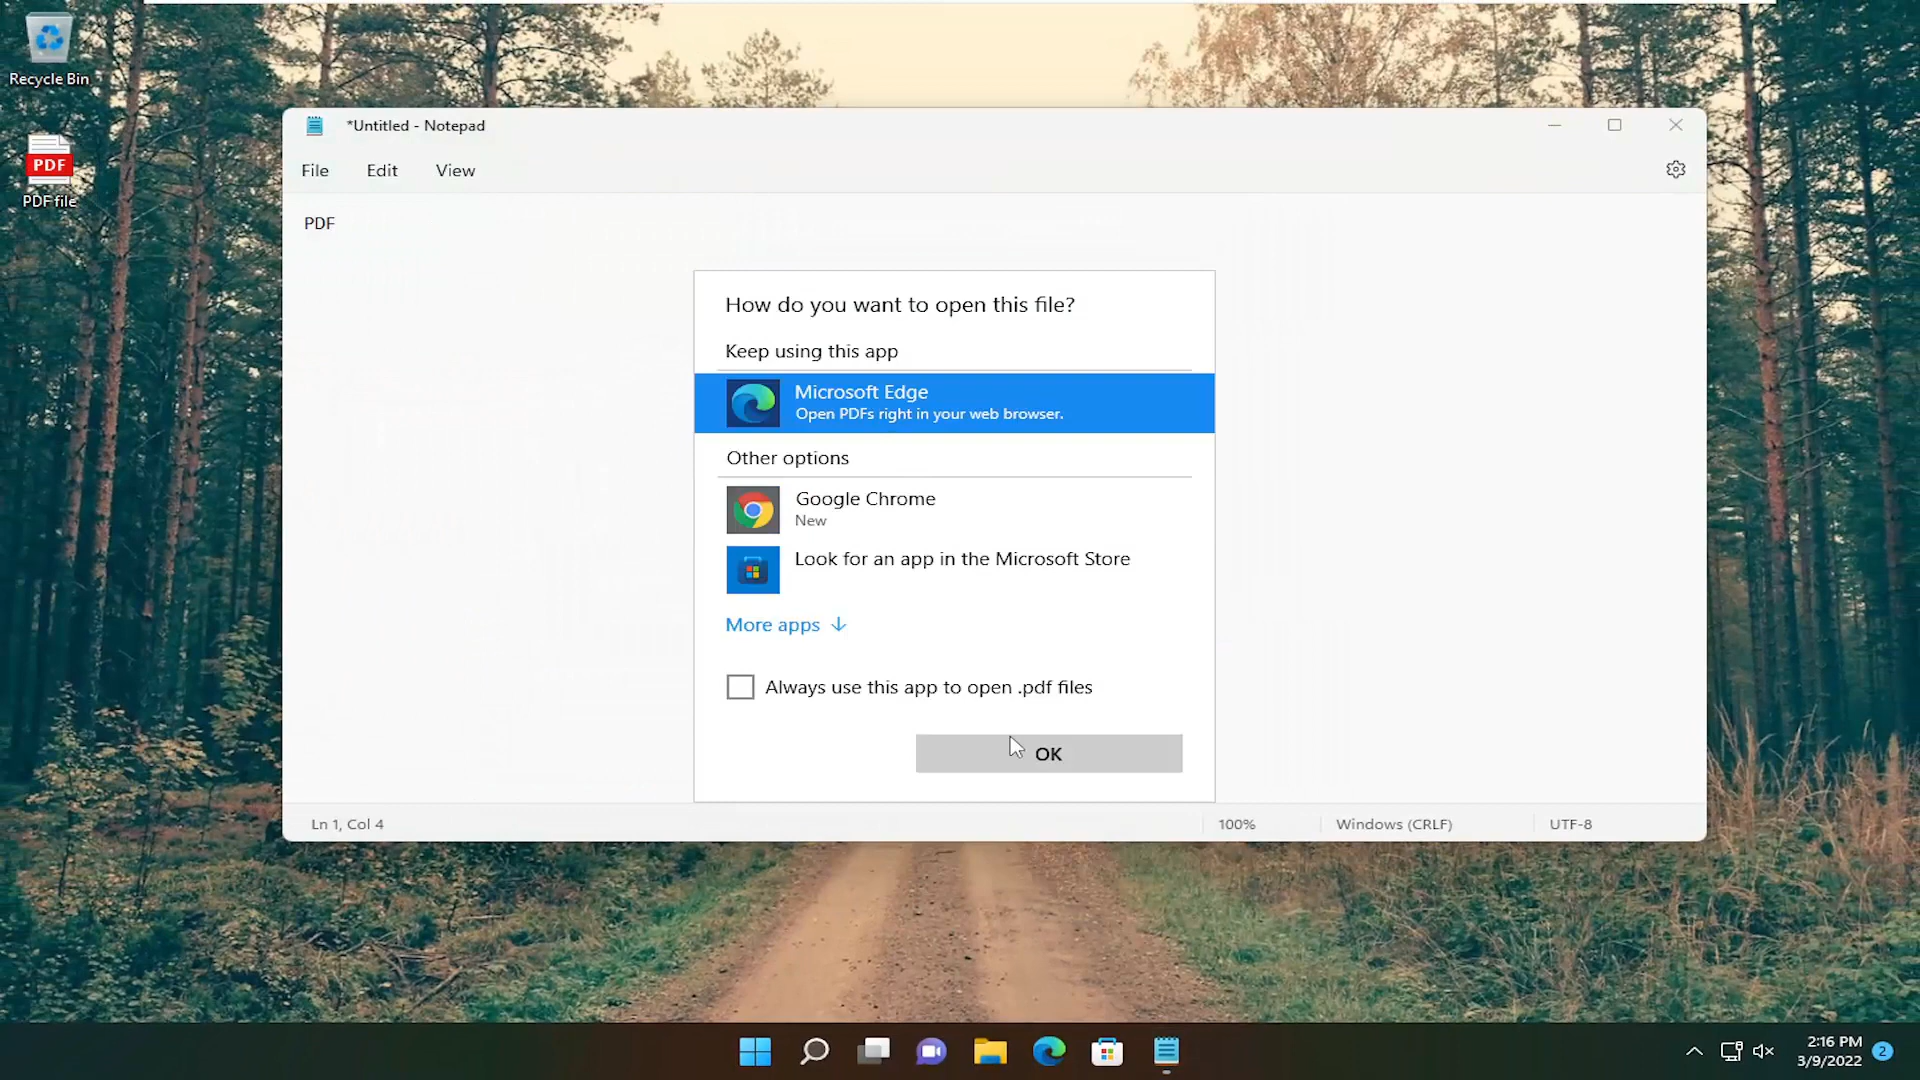 Recycle Bin
PDF
PDF file
*Untitled - Notepad
File Edit View
PDF
How do you want to open this file?
Keep using this app
Microsoft Edge
Open PDFs right in your web browser.
Other options
Google Chrome
New
Look for an app in the Microsoft Store
More apps
Always use this app to open .pdf files
OK
Ln 1, Col 4
100%
Windows (CRLF)
UTF-8
2:16 PM
3/9/2022
2